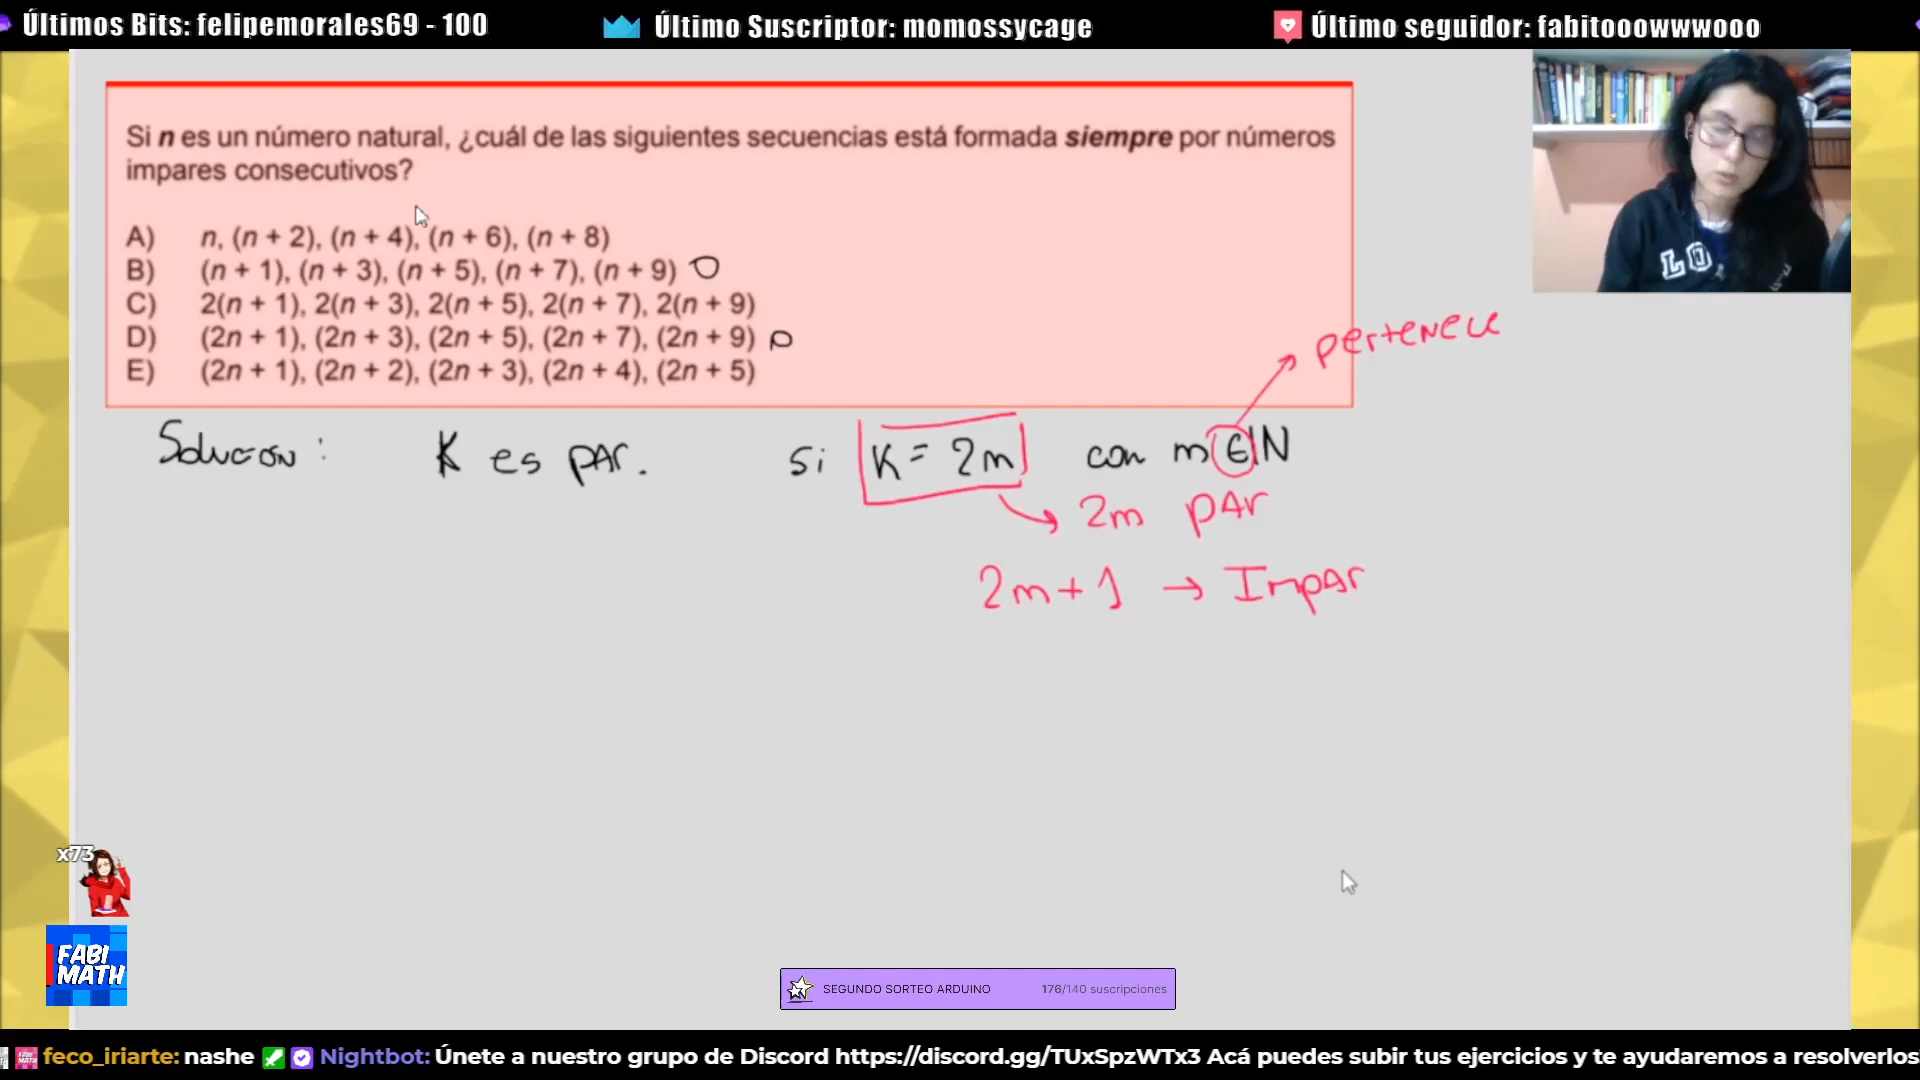 Últimos Bits: felipemorales69 - 100
Último Suscriptor: momossycage
Último seguidor: fabitooowwwooo
Si n es un número natural, ¿cuál de las siguientes secuencias está formada siempre por números
impares consecutivos?
A) n, (n + 2), (n + 4), (n + 6), (n + 8)
B) (n + 1), (n + 3), (n + 5), (n + 7), (n + 9)
C) 2(n + 1), 2(n + 3), 2(n + 5), 2(n + 7), 2(n + 9)
D) (2n + 1), (2n + 3), (2n + 5), (2n + 7), (2n + 9)
E) (2n + 1), (2n + 2), (2n + 3), (2n + 4), (2n + 5)
pertenece
Solución: K es par. si K = 2m con m ∈ ℕ
2m par
2m + 1 → Impar
LO
x73
FABI
MATH
SEGUNDO SORTEO ARDUINO 176/140 suscripciones
feco_iriarte: nashe Nightbot: Únete a nuestro grupo de Discord https://discord.gg/TUxSpzWTx3 Acá puedes subir tus ejercicios y te ayudaremos a resolverlos